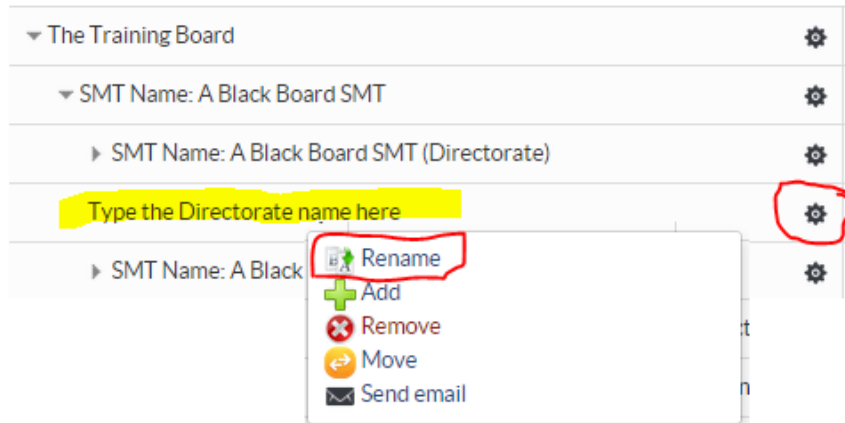 The Training Board
SMT Name: A Black Board SMT
SMT Name: A Black Board SMT (Directorate)
Type the Directorate name here
Rename
SMT Name: A Black
Add
Remove
Move
Send email